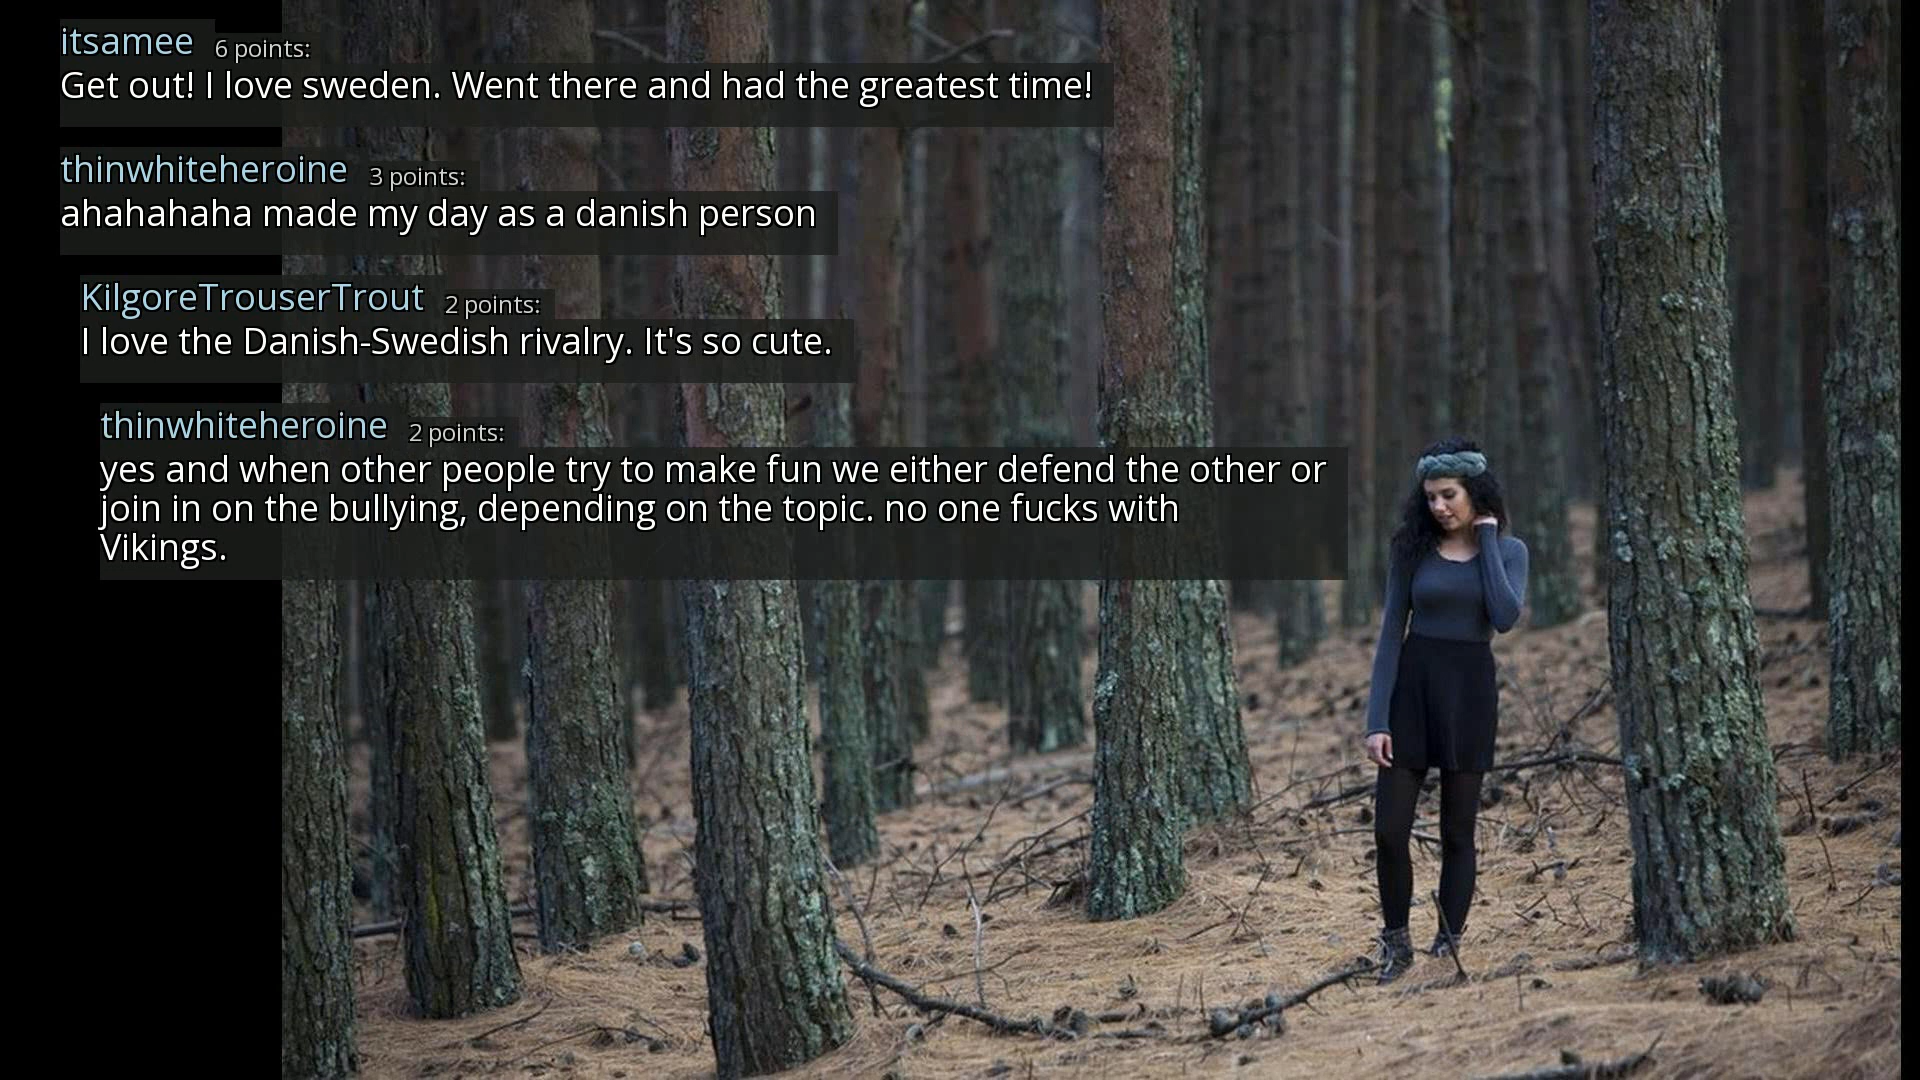 itsamee 6 points:
Get out! I love sweden. Went there and had the greatest time!
thinwhiteheroine 3 points:
ahahahaha made my day as a danish person
KilgoreTrouserTrout 2 points:
I love the Danish-Swedish rivalry. It's so cute.
thinwhiteheroine 2 points:
yes and when other people try to make fun we either defend the other or
join in on the bullying, depending on the topic. no one fucks with
Vikings.